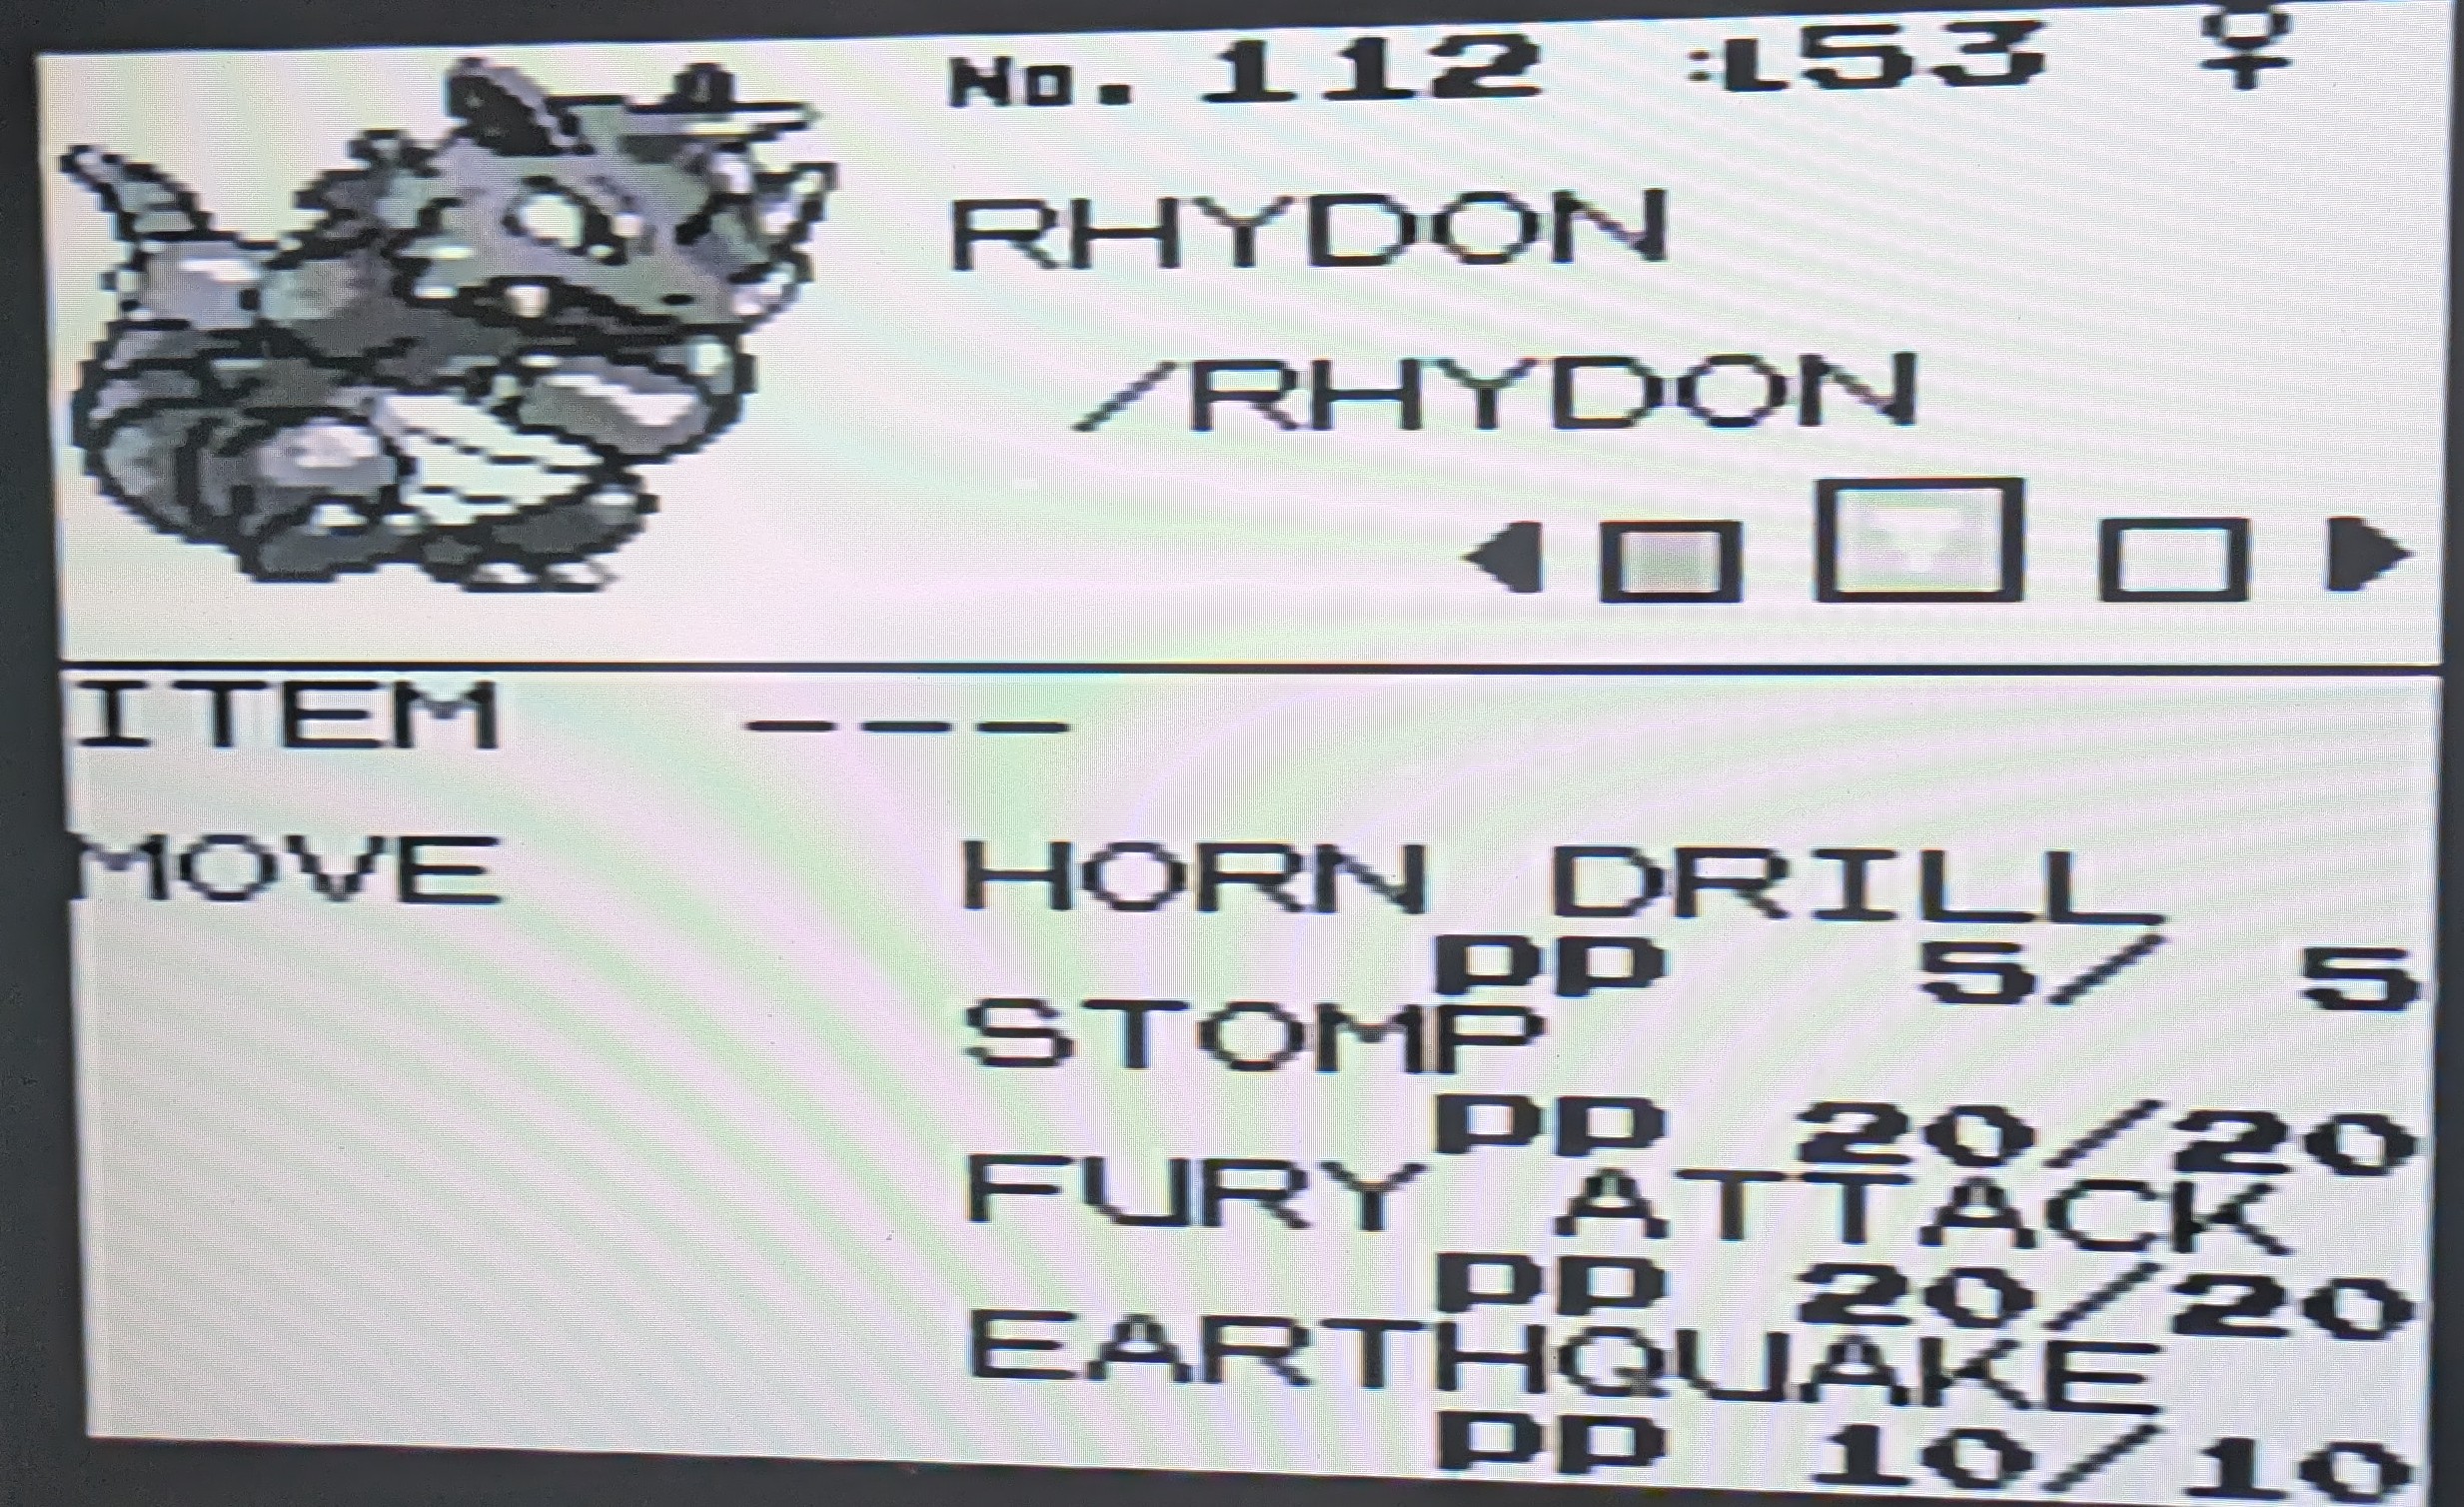 No. 112 :L53 ♀
RHYDON
/RHYDON
ITEM ---
MOVE HORN DRILL
PP 5/ 5
STOMP
PP 20/20
FURY ATTACK
PP 20/20
EARTHQUAKE
PP 10/10